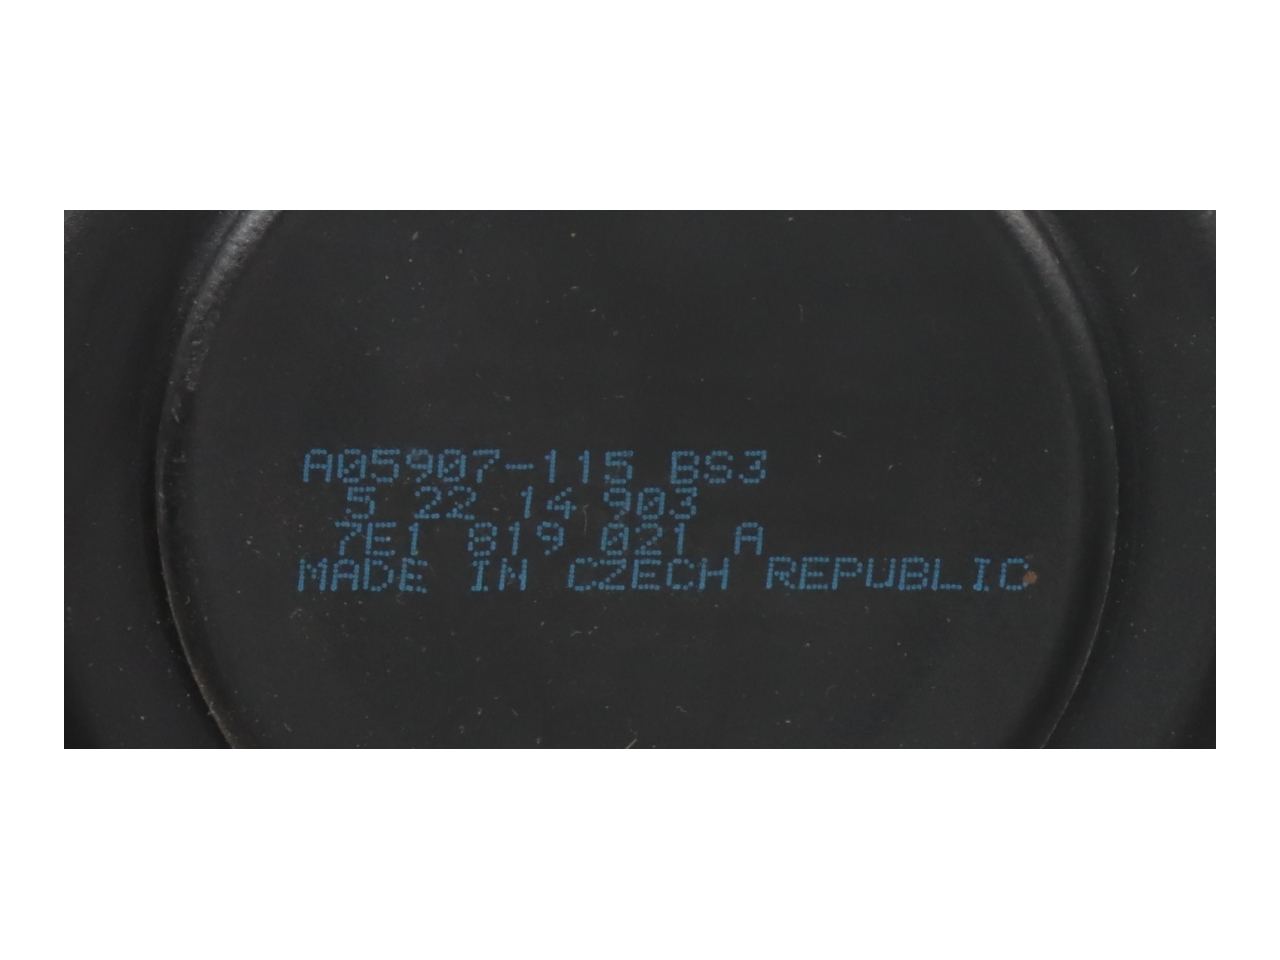 A05907-115 BS3
5 22 14 903
7E1 819 021 A
MADE IN CZECH REPUBLIC